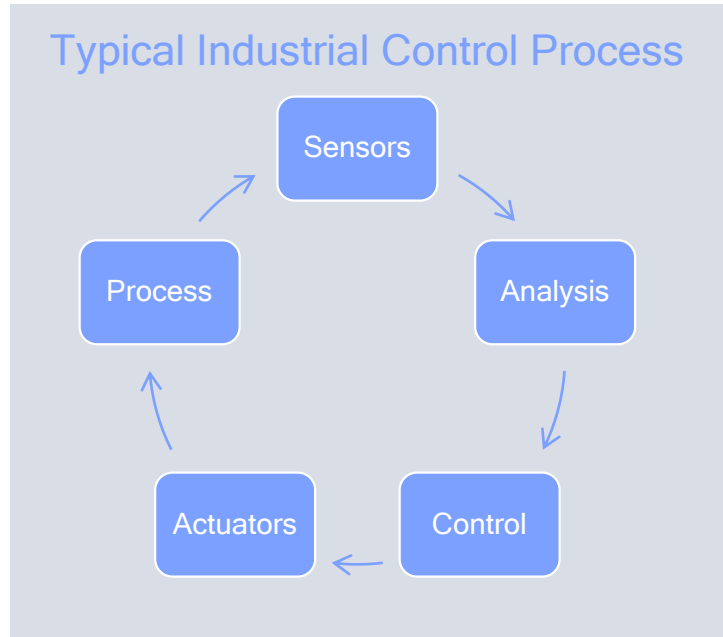 Typical Industrial Control Process
Sensors
Process
Analysis
Actuators
Control